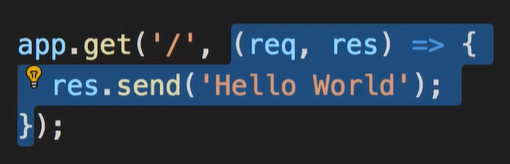 app.get('/', (req, res) => {
  res.send('Hello World');
});